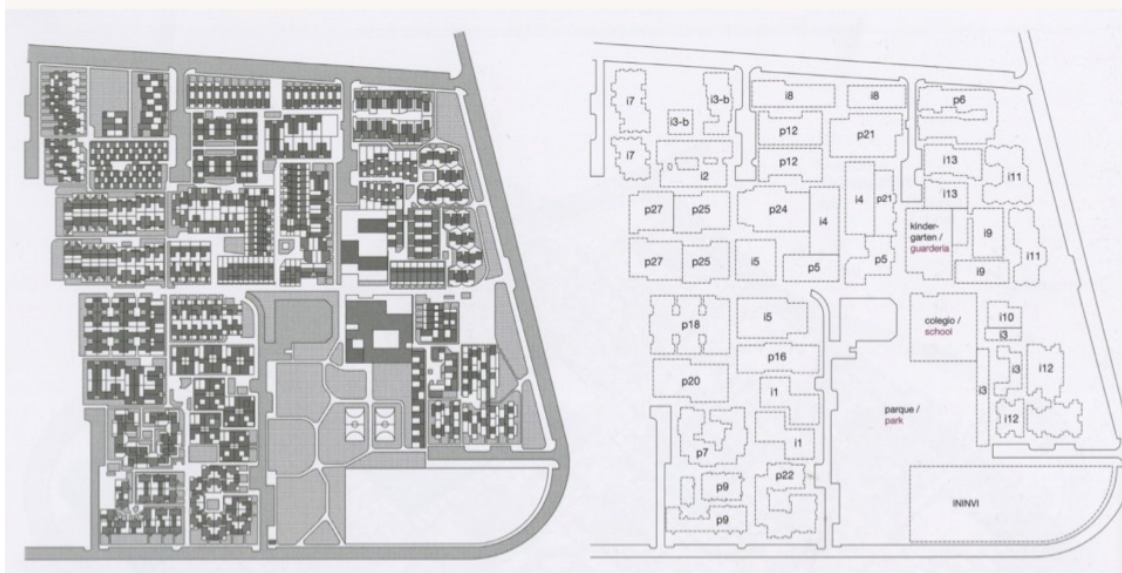 i7
i3-b
i3-b
i7
i2
i8
i8
p12
p21
p12
p6
i13
i13
i11
p27
p25
p24
i4
i4
p21
kinder-
garten /
guardería
i9
i9
i11
p27
p25
i5
p5
p5
p18
i5
colegio /
school
i10
i3
p16
p20
i1
i3
i3
i12
parque /
park
i12
p7
i1
p22
p9
p9
ININVI